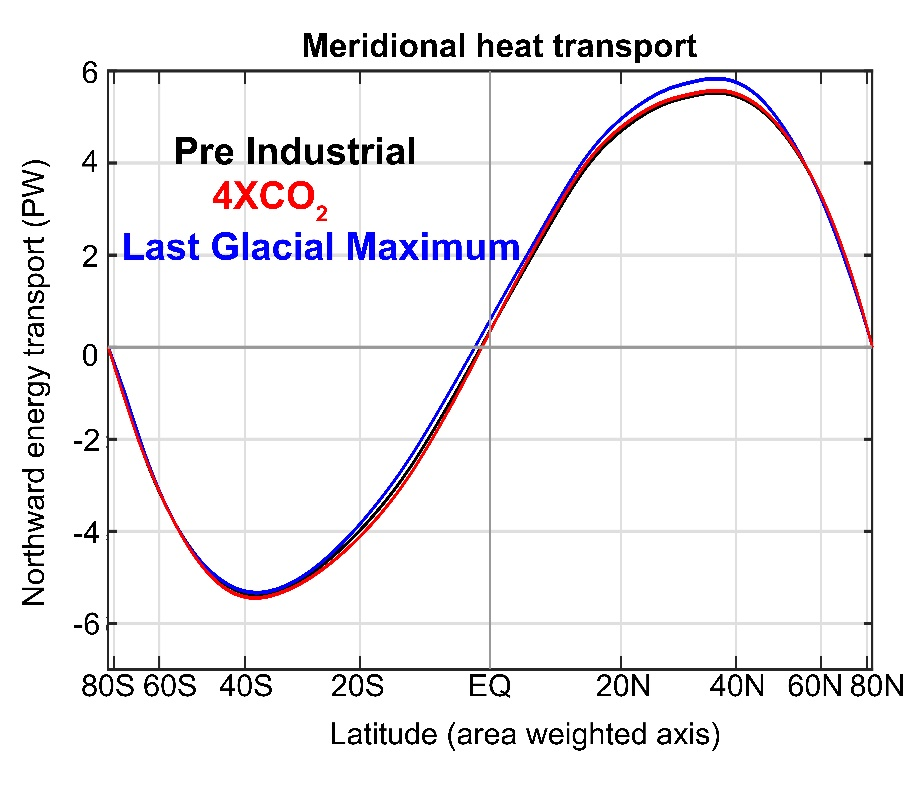 Meridional heat transport
6
Pre Industrial
4
4XCO₂
Last Glacial Maximum
2
0
-2
-4
-6
Northward energy transport (PW)
80S 60S 40S 20S EQ 20N 40N 60N 80N
Latitude (area weighted axis)